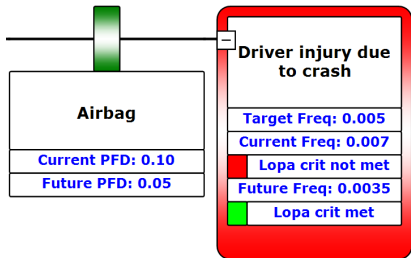 Airbag
Current PFD: 0.10
Future PFD: 0.05
Driver injury due
to crash
Target Freq: 0.005
Current Freq: 0.007
Lopa crit not met
Future Freq: 0.0035
Lopa crit met